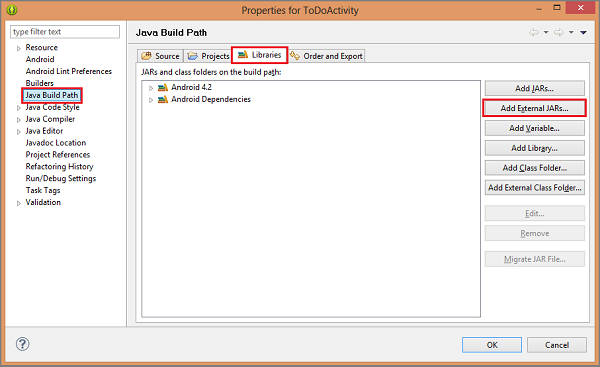 Properties for ToDoActivity
type filter text
Resource
Android
Android Lint Preferences
Builders
Java Build Path
Java Code Style
Java Compiler
Java Editor
Javadoc Location
Project References
Refactoring History
Run/Debug Settings
Task Tags
Validation
Java Build Path
Source Projects Libraries Order and Export
JARs and class folders on the build path:
Android 4.2
Android Dependencies
Add JARs...
Add External JARs...
Add Variable...
Add Library...
Add Class Folder...
Add External Class Folder...
Edit...
Remove
Migrate JAR File...
OK Cancel